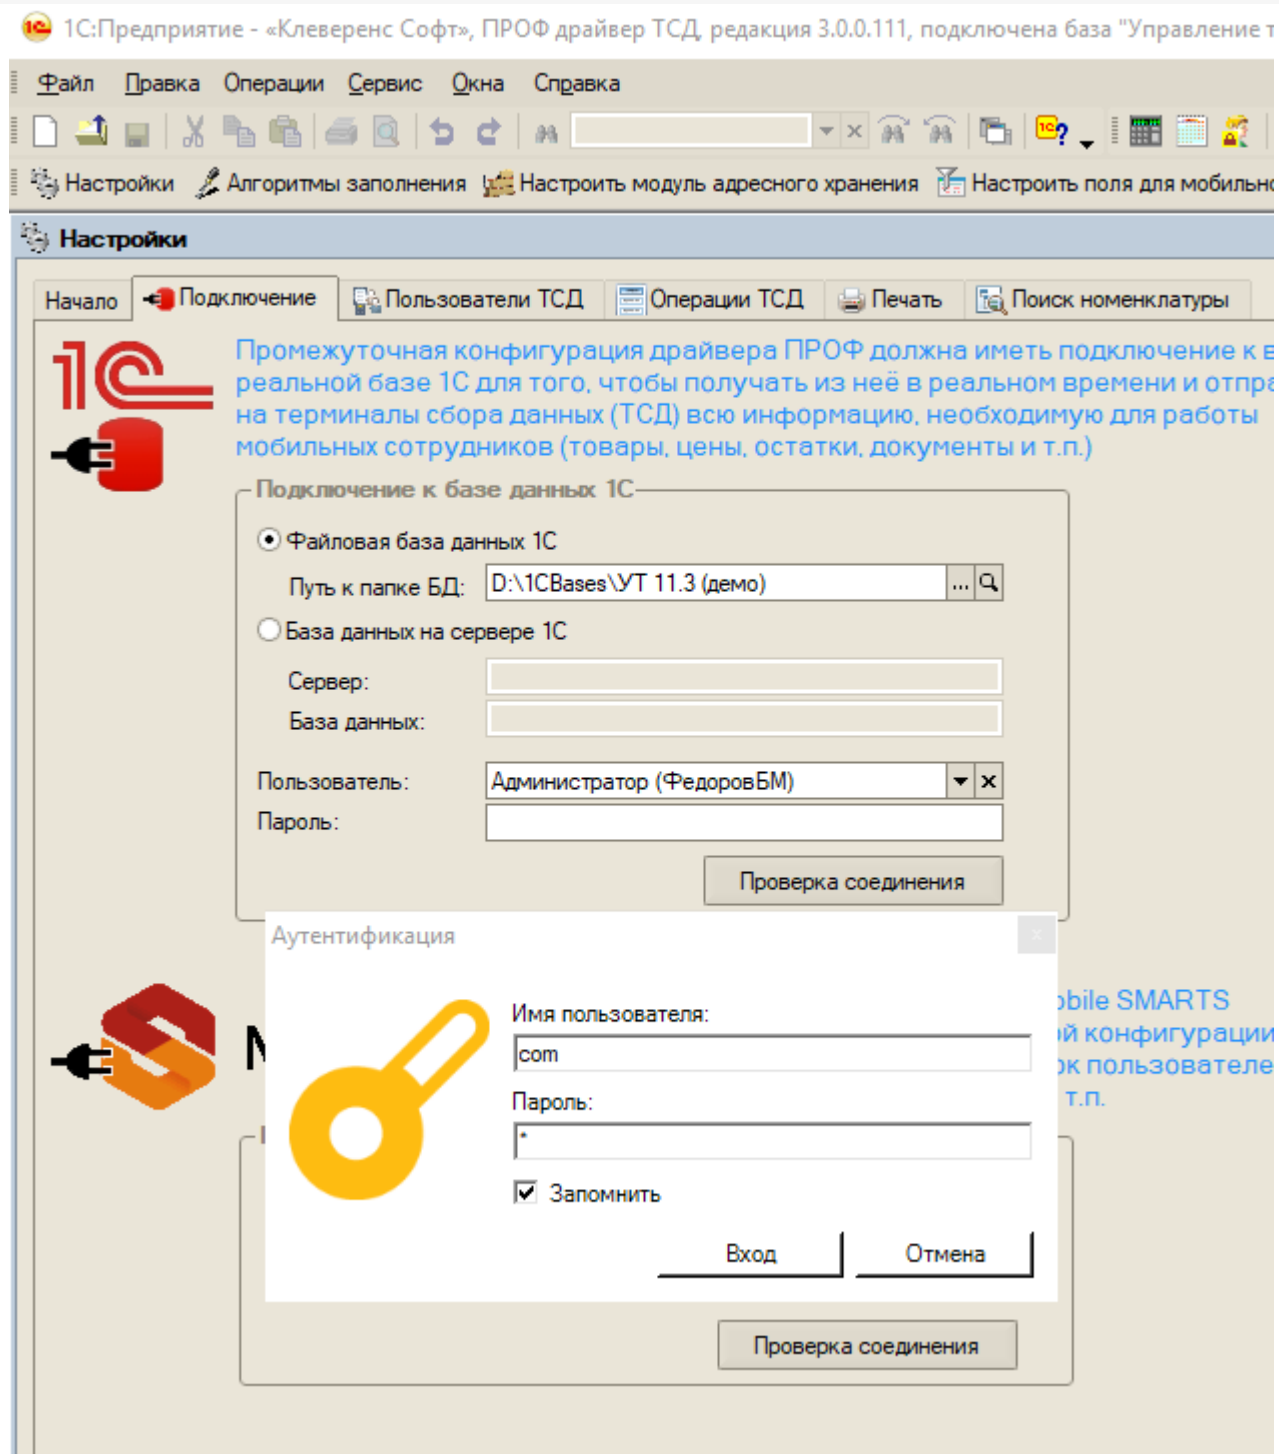 1С:Предприятие - «Клеверенс Софт», ПРОФ драйвер ТСД, редакция 3.0.0.111, подключена база "Управление т
Файл Правка Операции Сервис Окна Справка
Настройки Алгоритмы заполнения Настроить модуль адресного хранения Настроить поля для мобильно
Настройки
Начало Подключение Пользователи ТСД Операции ТСД Печать Поиск номенклатуры
Промежуточная конфигурация драйвера ПРОФ должна иметь подключение к в
реальной базе 1С для того, чтобы получать из неё в реальном времени и отпра
на терминалы сбора данных (ТСД) всю информацию, необходимую для работы
мобильных сотрудников (товары, цены, остатки, документы и т.п.)
Подключение к базе данных 1С
Файловая база данных 1С
Путь к папке БД: D:\1CBases\УТ 11.3 (демо) ...
База данных на сервере 1С
Сервер:
База данных:
Пользователь: Администратор (ФедоровБМ)
Пароль:
Проверка соединения
Аутентификация
Имя пользователя:
com
Пароль:
*
Запомнить
Вход Отмена
obile SMARTS
ой конфигурации
ок пользователе
т.п.
Проверка соединения